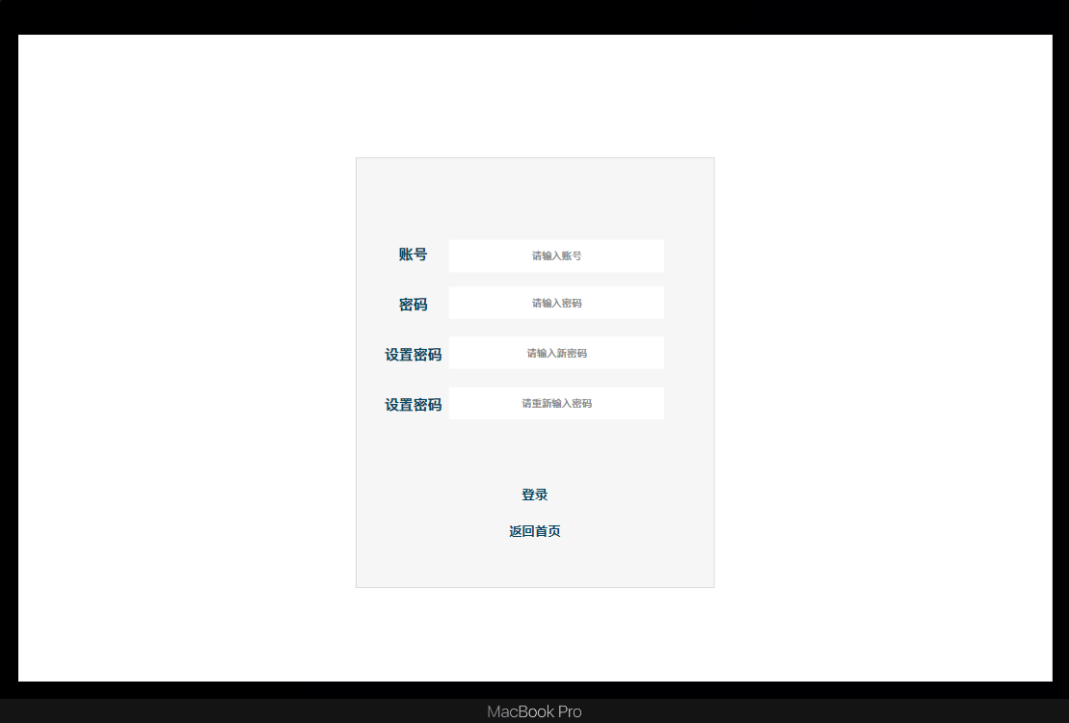 账号 请输入账号
密码 请输入密码
设置密码 请输入新密码
设置密码 请重新输入密码
登录
返回首页
MacBook Pro